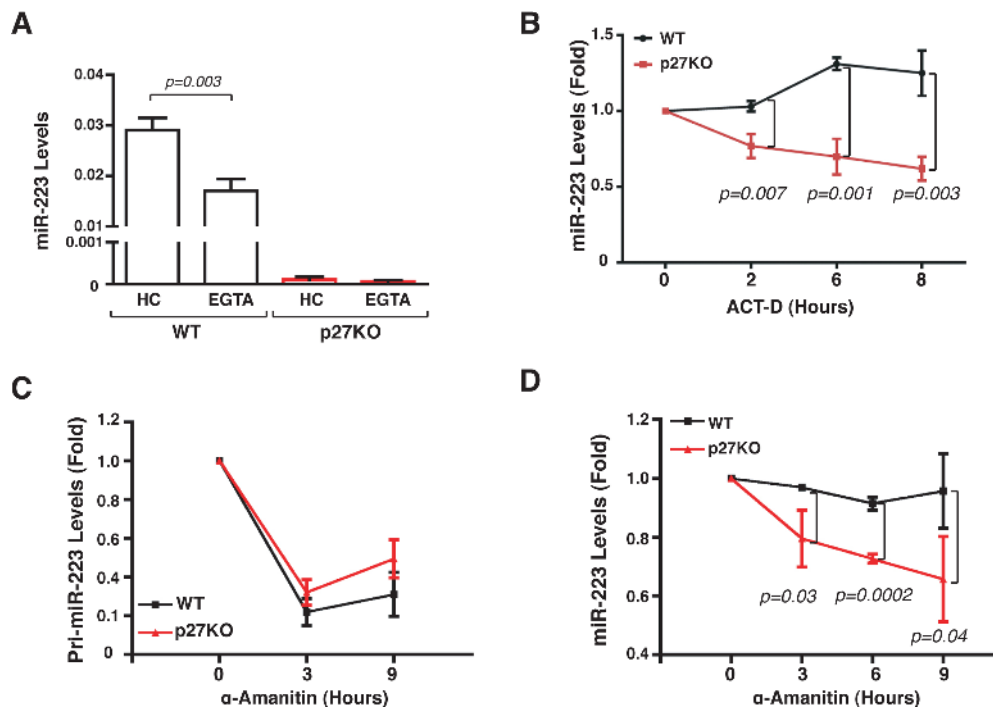 A
miR-223 Levels
0.04
0.03
0.02
0.01
0.001
0
p=0.003
HC
EGTA
HC
EGTA
WT
p27KO
B
miR-223 Levels (Fold)
1.5
1.0
0.5
0
WT
p27KO
p=0.007
p=0.001
p=0.003
0
2
6
8
ACT-D (Hours)
C
Pri-miR-223 Levels (Fold)
1.2
1.0
0.8
0.4
0.1
0
WT
p27KO
0
3
9
α-Amanitin (Hours)
D
miR-223 Levels (Fold)
1.2
1.0
0.8
0.6
0.4
WT
p27KO
p=0.03
p=0.0002
p=0.04
0
3
6
9
α-Amanitin (Hours)